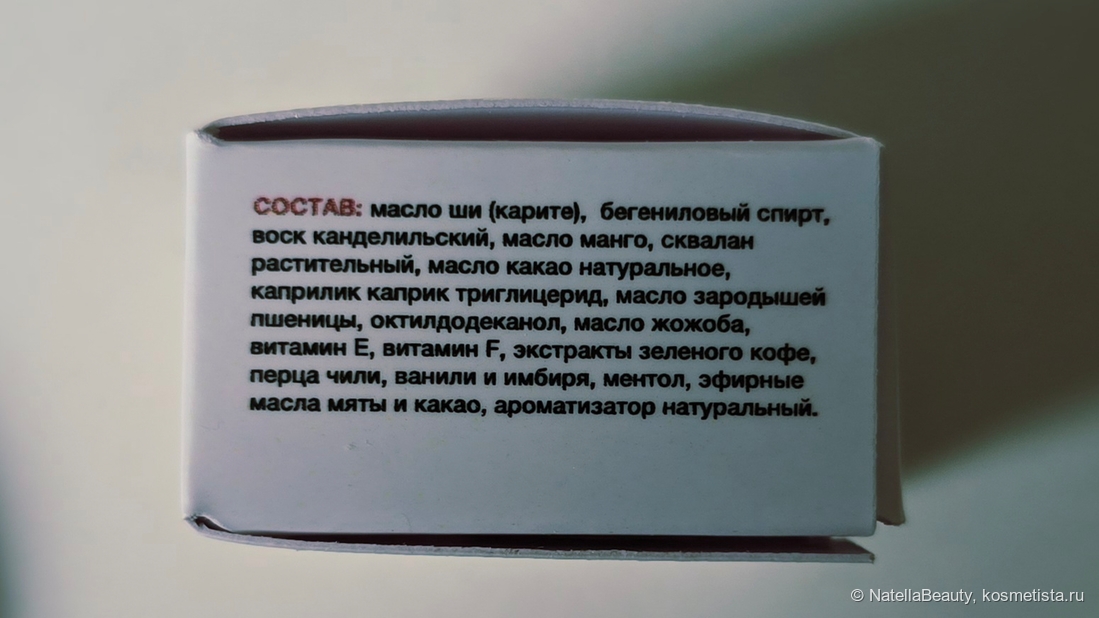 СОСТАВ: масло ши (карите), бегениловый спирт,
воск канделильский, масло манго, сквалан
растительный, масло какао натуральное,
каприлик каприк триглицерид, масло зародышей
пшеницы, октилдодеканол, масло жожоба,
витамин Е, витамин F, экстракты зеленого кофе,
перца чили, ванили и имбиря, ментол, эфирные
масла мяты и какао, ароматизатор натуральный.
© NatellaBeauty, kosmetista.ru